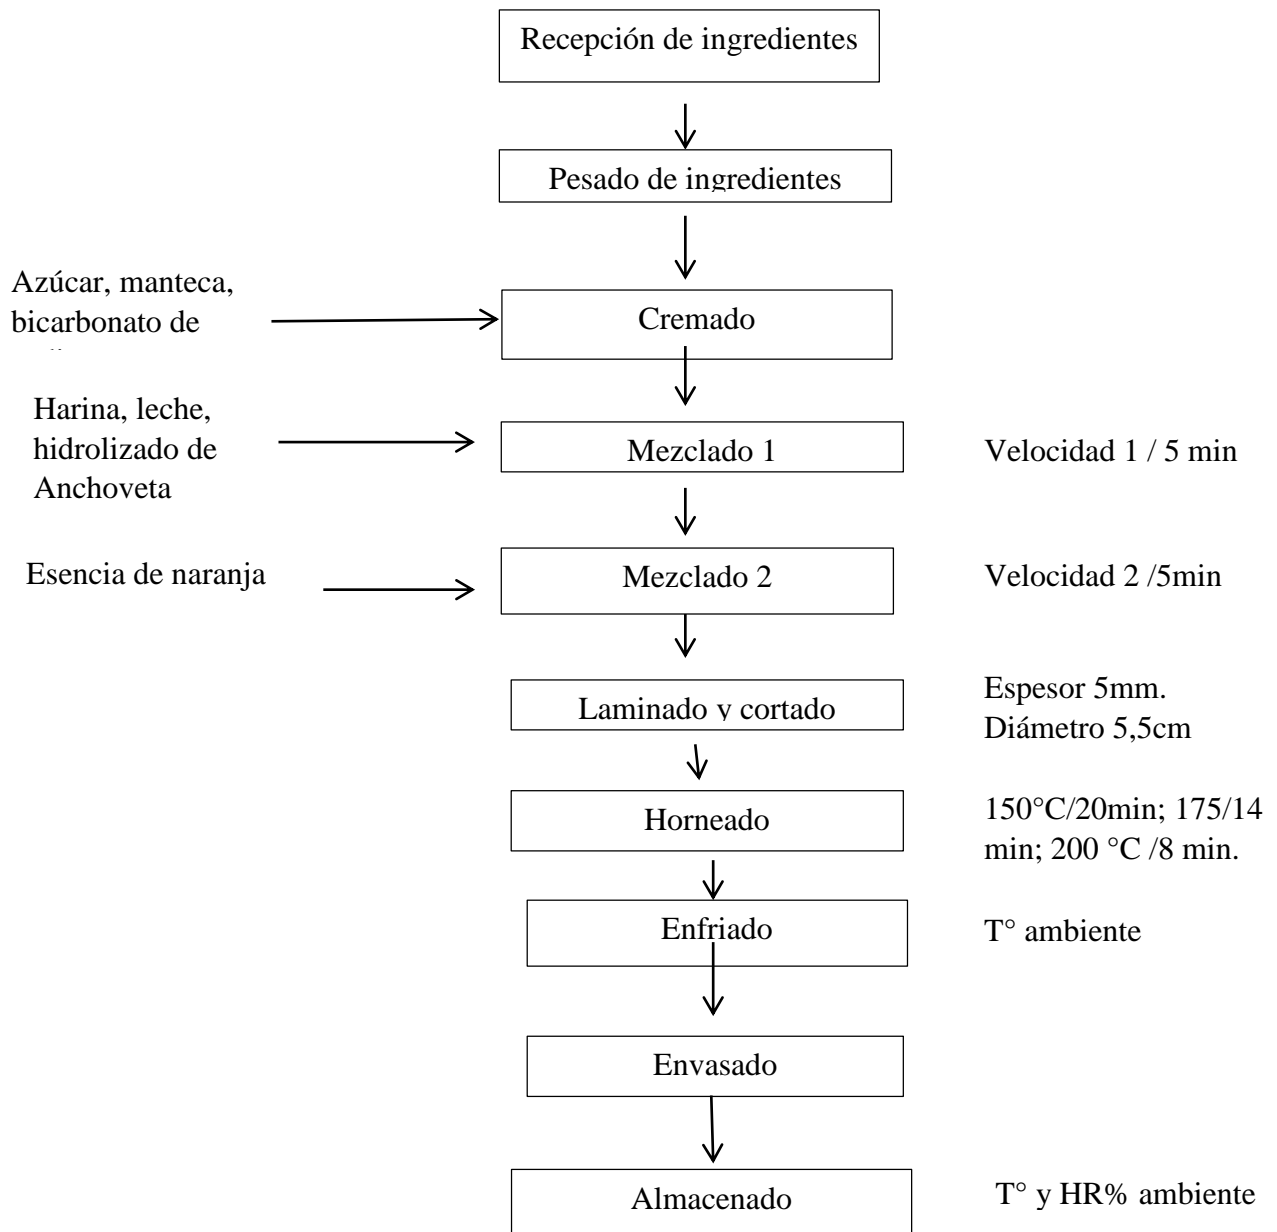 Recepción de ingredientes
Pesado de ingredientes
Azúcar, manteca,
bicarbonato de
Cremado
Harina, leche,
hidrolizado de
Anchoveta
Mezclado 1
Velocidad 1 / 5 min
Esencia de naranja
Mezclado 2
Velocidad 2 /5min
Laminado y cortado
Espesor 5mm.
Diámetro 5,5cm
Horneado
150°C/20min; 175/14
min; 200 °C /8 min.
Enfriado
T° ambiente
Envasado
Almacenado
T° y HR% ambiente